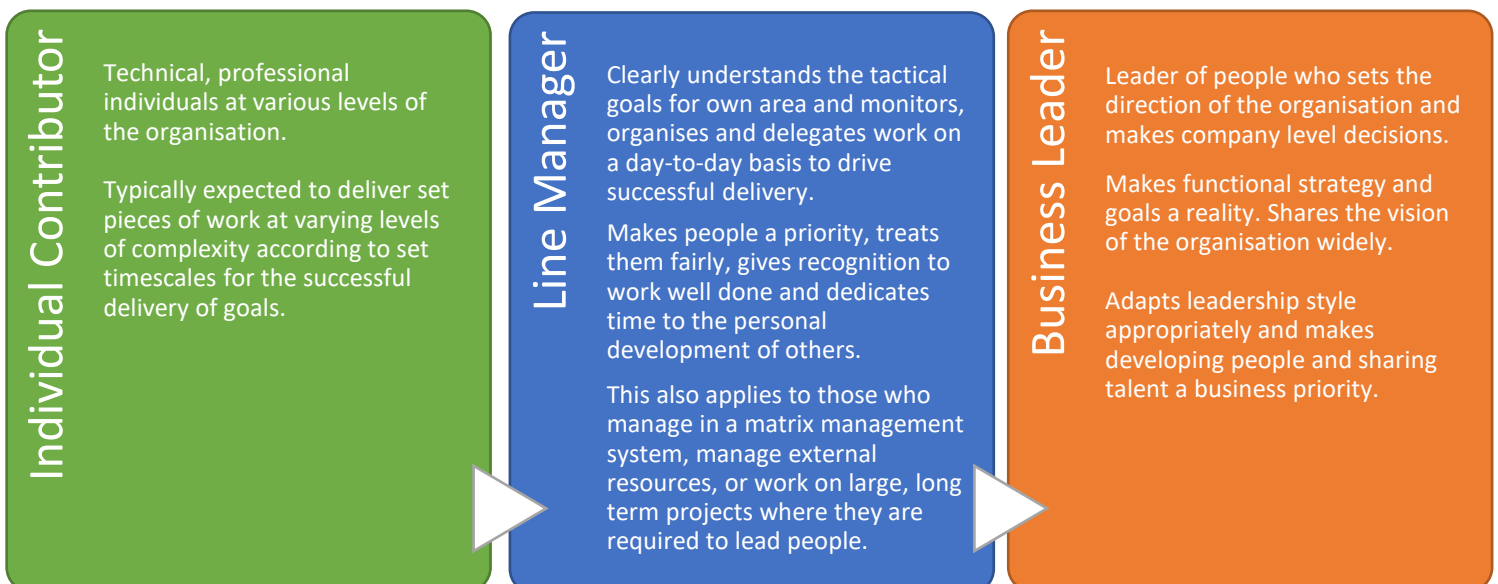 Individual Contributor
Technical, professional
individuals at various levels of
the organisation.
Typically expected to deliver set
pieces of work at varying levels
of complexity according to set
timescales for the successful
delivery of goals.
Line Manager
Clearly understands the tactical
goals for own area and monitors,
organises and delegates work on
a day-to-day basis to drive
successful delivery.
Makes people a priority, treats
them fairly, gives recognition to
work well done and dedicates
time to the personal
development of others.
This also applies to those who
manage in a matrix management
system, manage external
resources, or work on large, long
term projects where they are
required to lead people.
Business Leader
Leader of people who sets the
direction of the organisation and
makes company level decisions.
Makes functional strategy and
goals a reality. Shares the vision
of the organisation widely.
Adapts leadership style
appropriately and makes
developing people and sharing
talent a business priority.